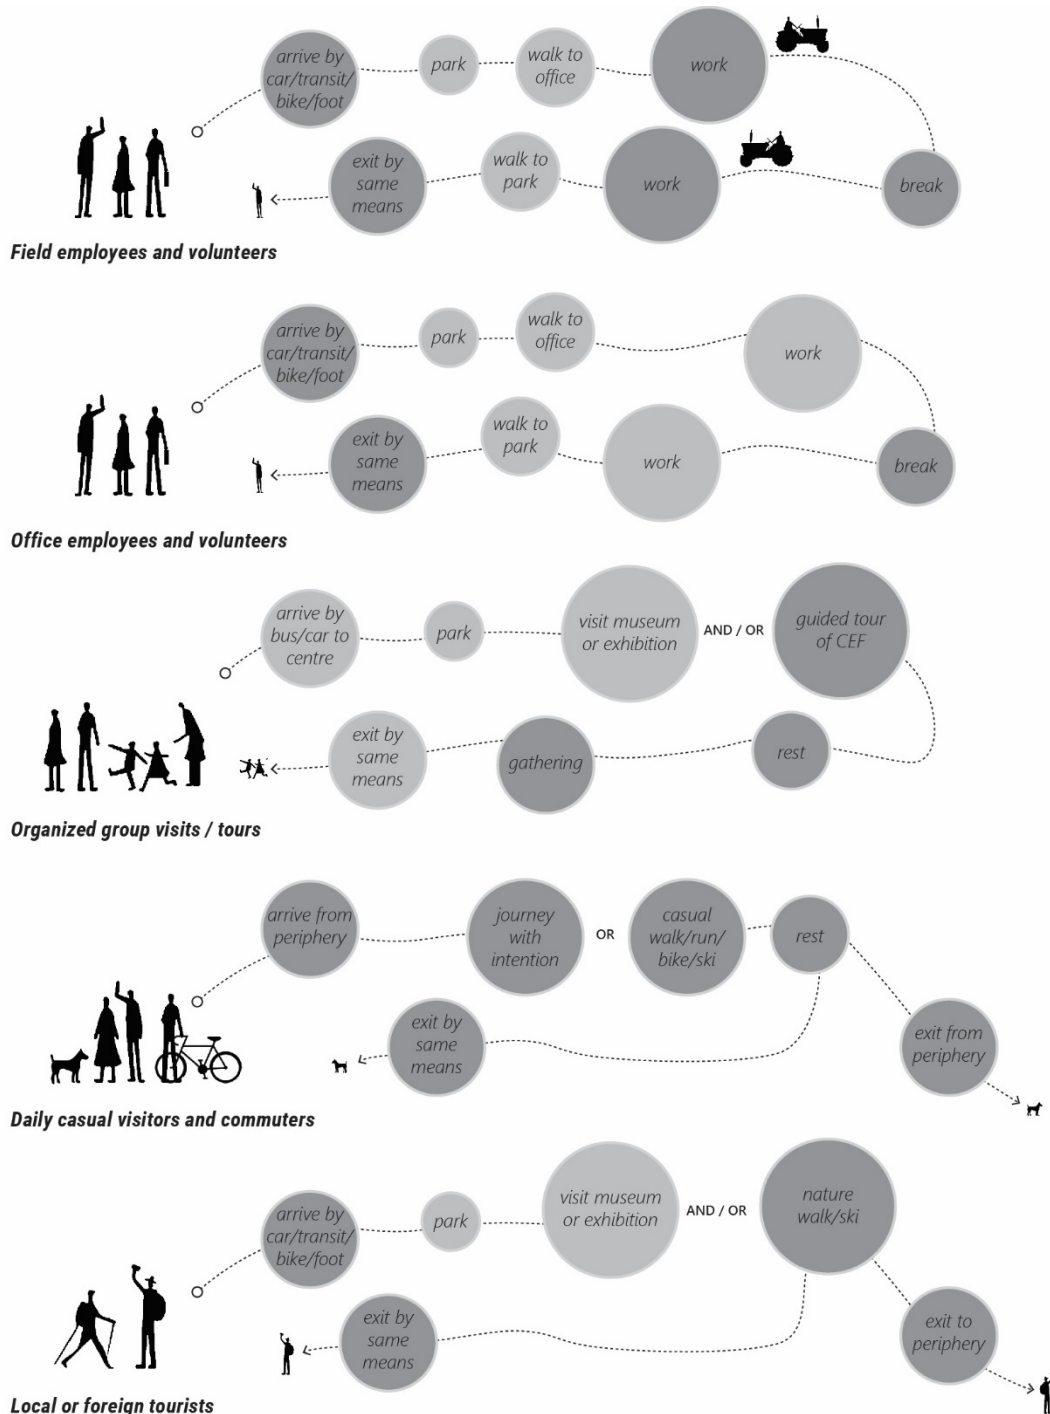 arrive by
car/transit/
bike/foot
park
walk to
office
work
exit by
same
means
walk to
park
work
break
Field employees and volunteers
arrive by
car/transit/
bike/foot
park
walk to
office
work
exit by
same
means
walk to
park
work
break
Office employees and volunteers
arrive by
bus/car to
centre
park
visit museum
or exhibition
AND / OR
guided tour
of CEF
exit by
same
means
gathering
rest
Organized group visits / tours
arrive from
periphery
journey
with
intention
OR
casual
walk/run/
bike/ski
rest
exit by
same
means
exit from
periphery
Daily casual visitors and commuters
arrive by
car/transit/
bike/foot
park
visit museum
or exhibition
AND / OR
nature
walk/ski
exit by
same
means
exit to
periphery
Local or foreign tourists